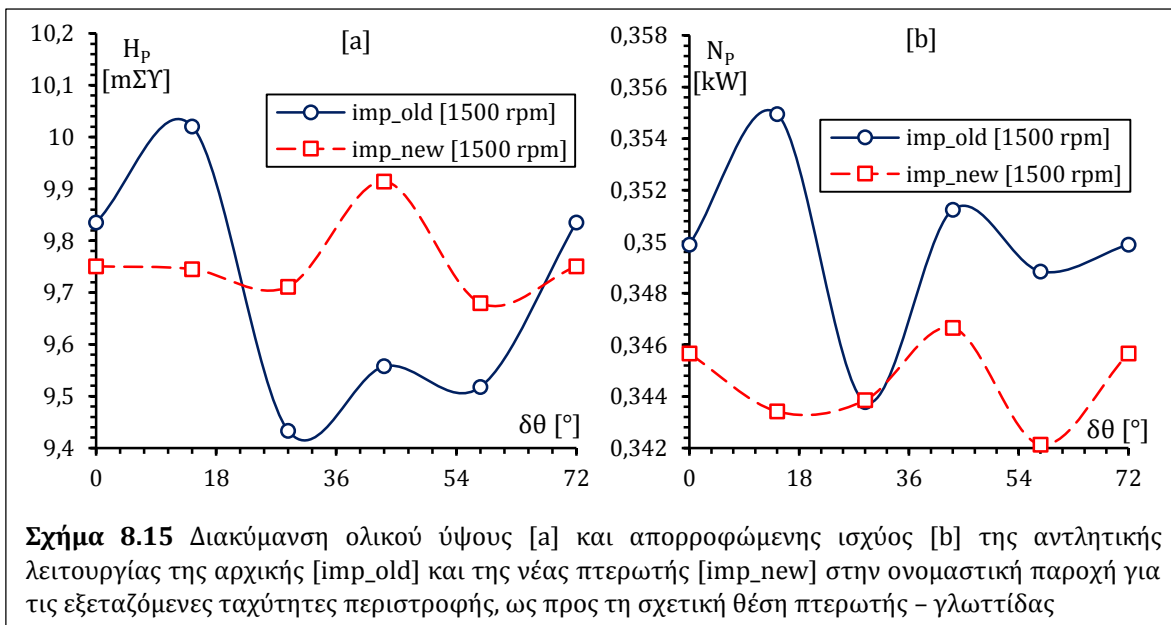 [a]
H_P
[mΣΥ]
10,2
10,1
10
9,9
9,8
9,7
9,6
9,5
9,4
0
18
36
54
72
δθ [°]
imp_old [1500 rpm]
imp_new [1500 rpm]
[b]
N_P
[kW]
0,358
0,356
0,354
0,352
0,35
0,348
0,346
0,344
0,342
0
18
36
54
72
δθ [°]
imp_old [1500 rpm]
imp_new [1500 rpm]
Σχήμα 8.15 Διακύμανση ολικού ύψους [a] και απορροφώμενης ισχύος [b] της αντλητικής
λειτουργίας της αρχικής [imp_old] και της νέας πτερωτής [imp_new] στην ονομαστική παροχή για
τις εξεταζόμενες ταχύτητες περιστροφής, ως προς τη σχετική θέση πτερωτής – γλωττίδας